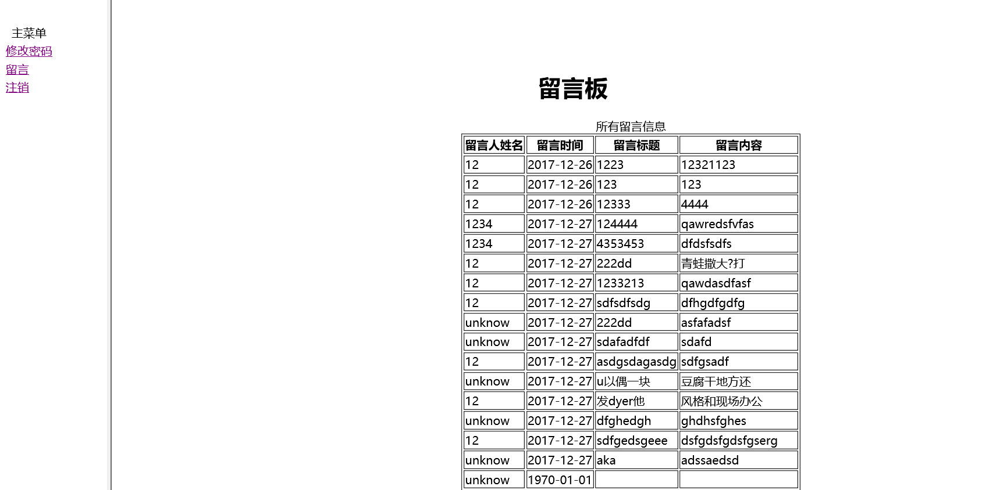 主菜单
修改密码
留言
注销
留言板
所有留言信息
留言人姓名 留言时间 留言标题 留言内容
12 2017-12-26 1223 12321123
12 2017-12-26 123 123
12 2017-12-26 12333 4444
1234 2017-12-27 124444 qawredsfvfas
1234 2017-12-27 4353453 dfdsfsdfs
12 2017-12-27 222dd 青蛙撒大?打
12 2017-12-27 1233213 qawdasdfasf
12 2017-12-27 sdfsdfsdg dfhgdfgdfg
unknow 2017-12-27 222dd asfafadsf
unknow 2017-12-27 sdafadfdf sdafd
12 2017-12-27 asdgsdagasdg sdfgsadf
unknow 2017-12-27 u以偶一块 豆腐干地方还
12 2017-12-27 发dyer他 风格和现场办公
unknow 2017-12-27 dfghedgh ghdhsfghes
12 2017-12-27 sdfgedsgeee dsfgdsfgdsfgserg
unknow 2017-12-27 aka adssaedsd
unknow 1970-01-01